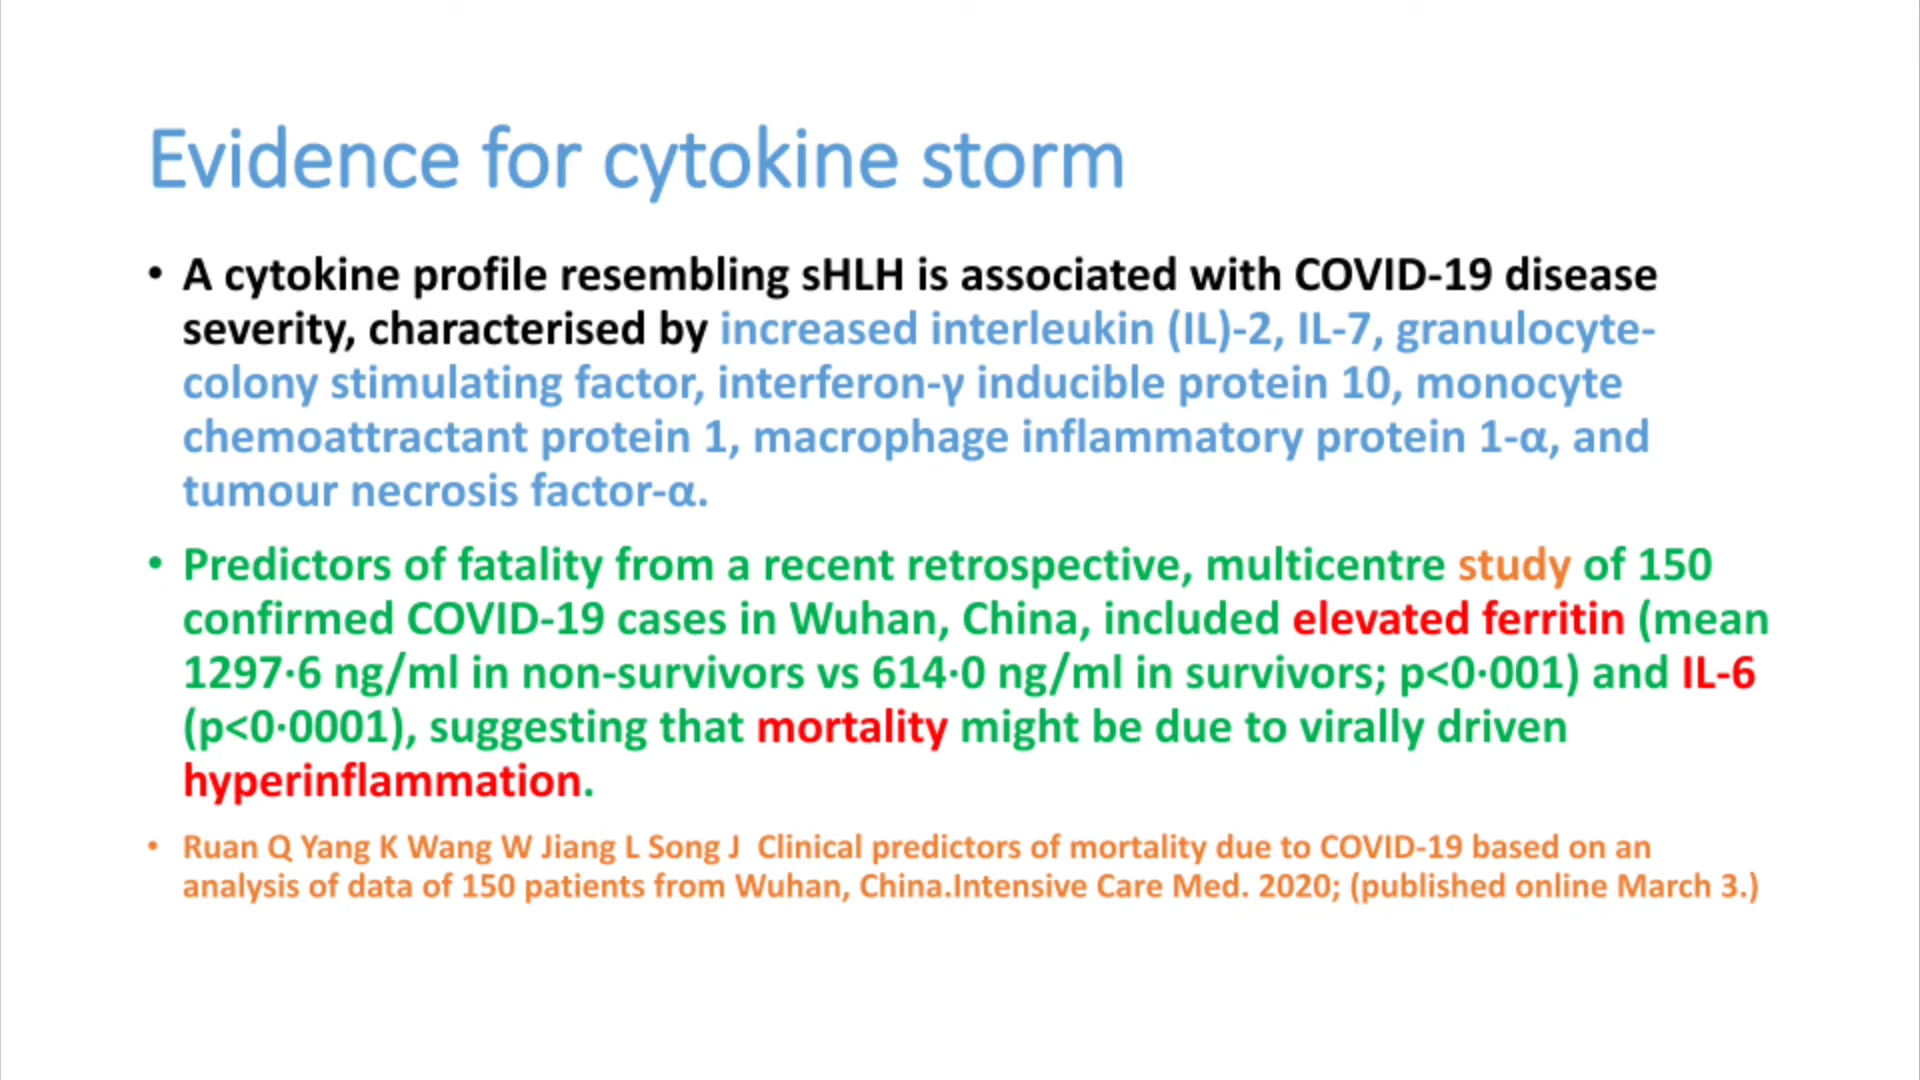 Evidence for cytokine storm
• A cytokine profile resembling sHLH is associated with COVID-19 disease
severity, characterised by increased interleukin (IL)-2, IL-7, granulocyte-
colony stimulating factor, interferon-γ inducible protein 10, monocyte
chemoattractant protein 1, macrophage inflammatory protein 1-α, and
tumour necrosis factor-α.
• Predictors of fatality from a recent retrospective, multicentre study of 150
confirmed COVID-19 cases in Wuhan, China, included elevated ferritin (mean
1297·6 ng/ml in non-survivors vs 614·0 ng/ml in survivors; p<0·001) and IL-6
(p<0·0001), suggesting that mortality might be due to virally driven
hyperinflammation.
• Ruan Q Yang K Wang W Jiang L Song J  Clinical predictors of mortality due to COVID-19 based on an
analysis of data of 150 patients from Wuhan, China.Intensive Care Med. 2020; (published online March 3.)